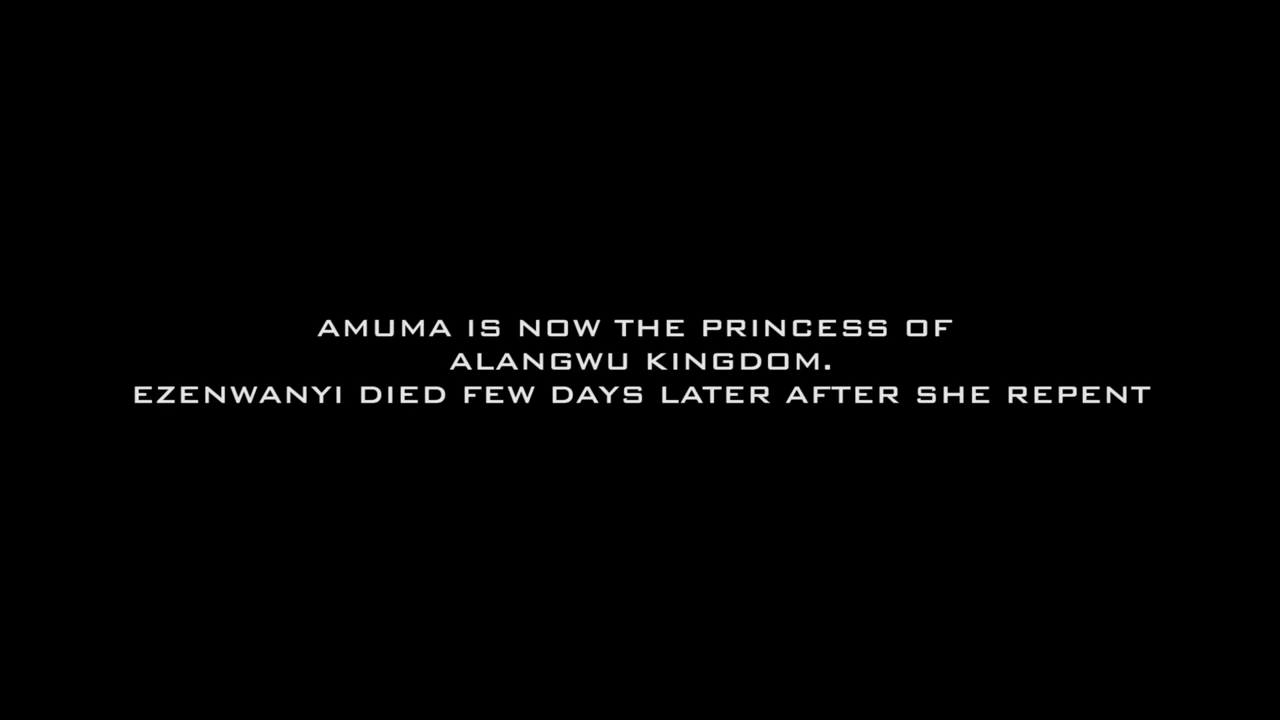 AMUMA IS NOW THE PRINCESS OF
ALANGWU KINGDOM.
EZENWANYI DIED FEW DAYS LATER AFTER SHE REPENT